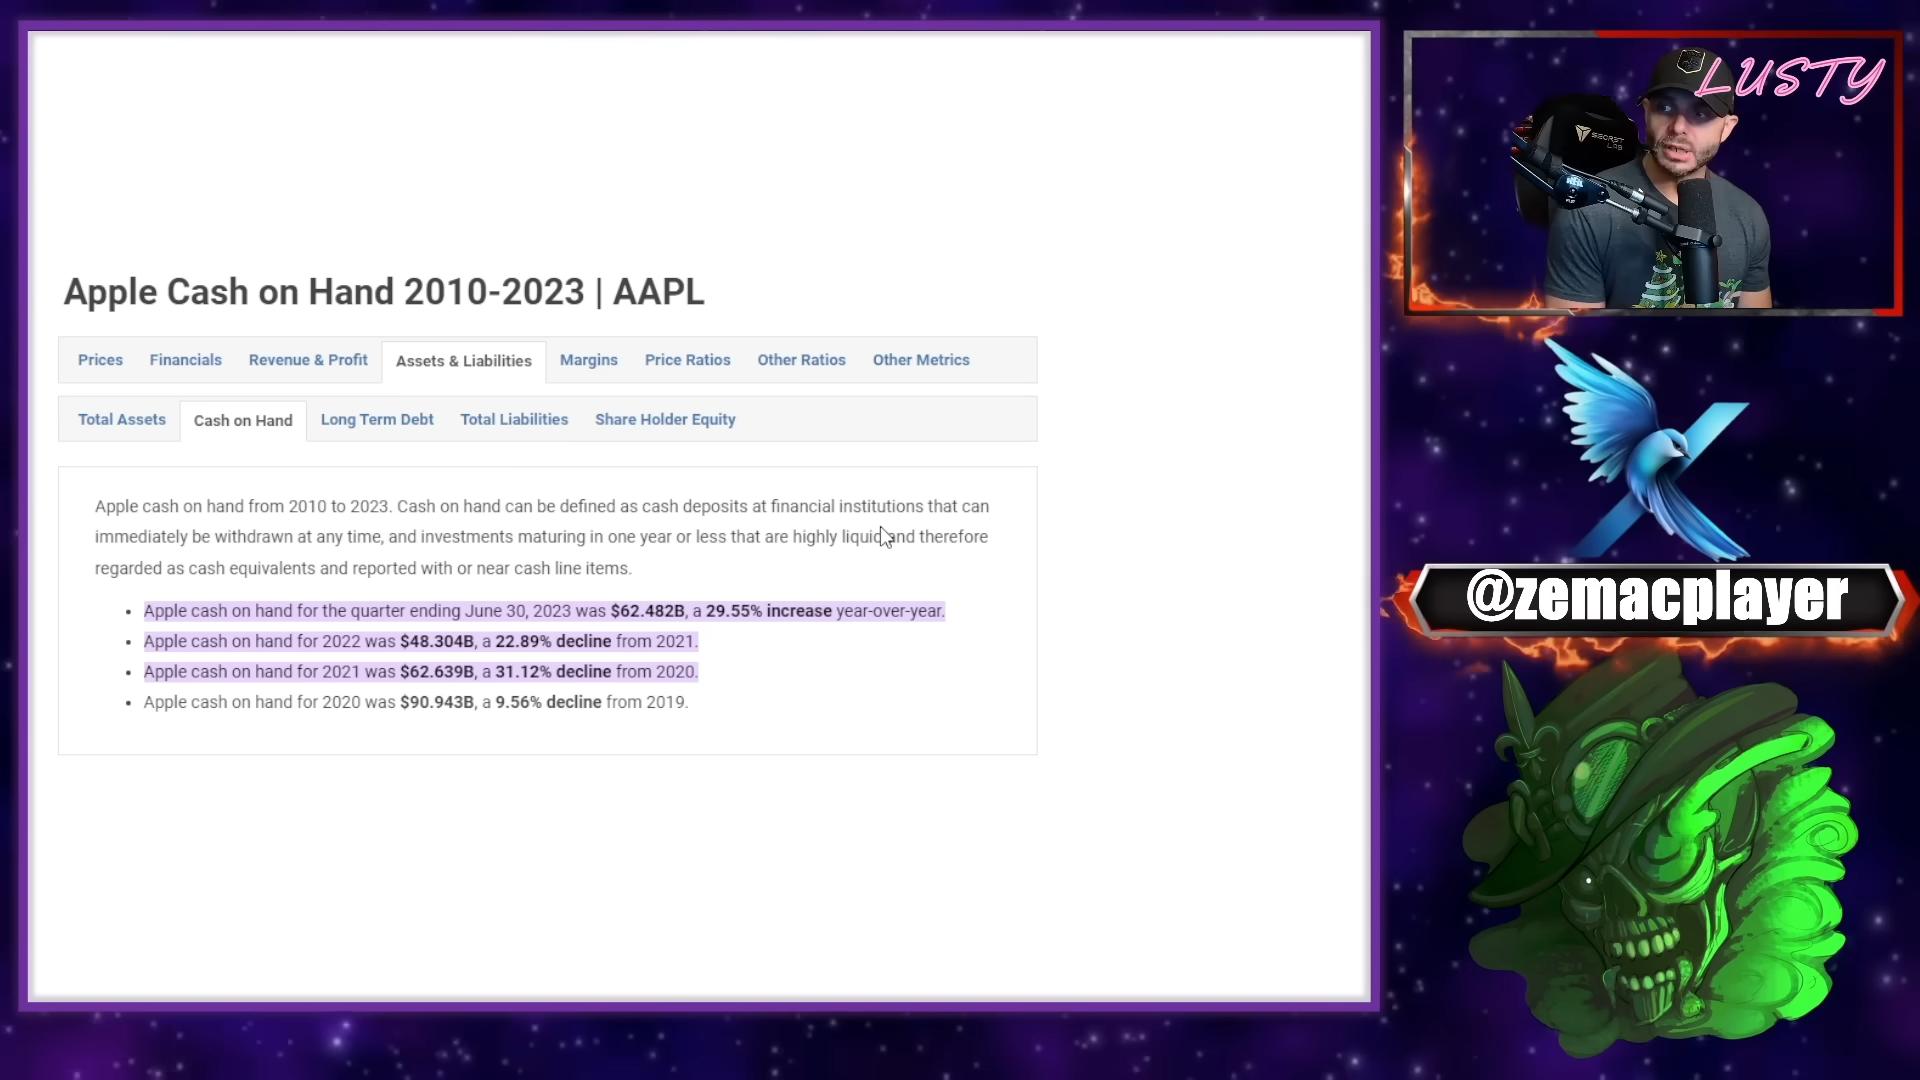 Apple Cash on Hand 2010-2023 | AAPL
Prices Financials Revenue & Profit Assets & Liabilities Margins Price Ratios Other Ratios Other Metrics
Total Assets Cash on Hand Long Term Debt Total Liabilities Share Holder Equity
Apple cash on hand from 2010 to 2023. Cash on hand can be defined as cash deposits at financial institutions that can
immediately be withdrawn at any time, and investments maturing in one year or less that are highly liquid and therefore
regarded as cash equivalents and reported with or near cash line items.
• Apple cash on hand for the quarter ending June 30, 2023 was $62.482B, a 29.55% increase year-over-year.
• Apple cash on hand for 2022 was $48.304B, a 22.89% decline from 2021.
• Apple cash on hand for 2021 was $62.639B, a 31.12% decline from 2020.
• Apple cash on hand for 2020 was $90.943B, a 9.56% decline from 2019.
LUSTY
SECRET
LAB
@zemacplayer